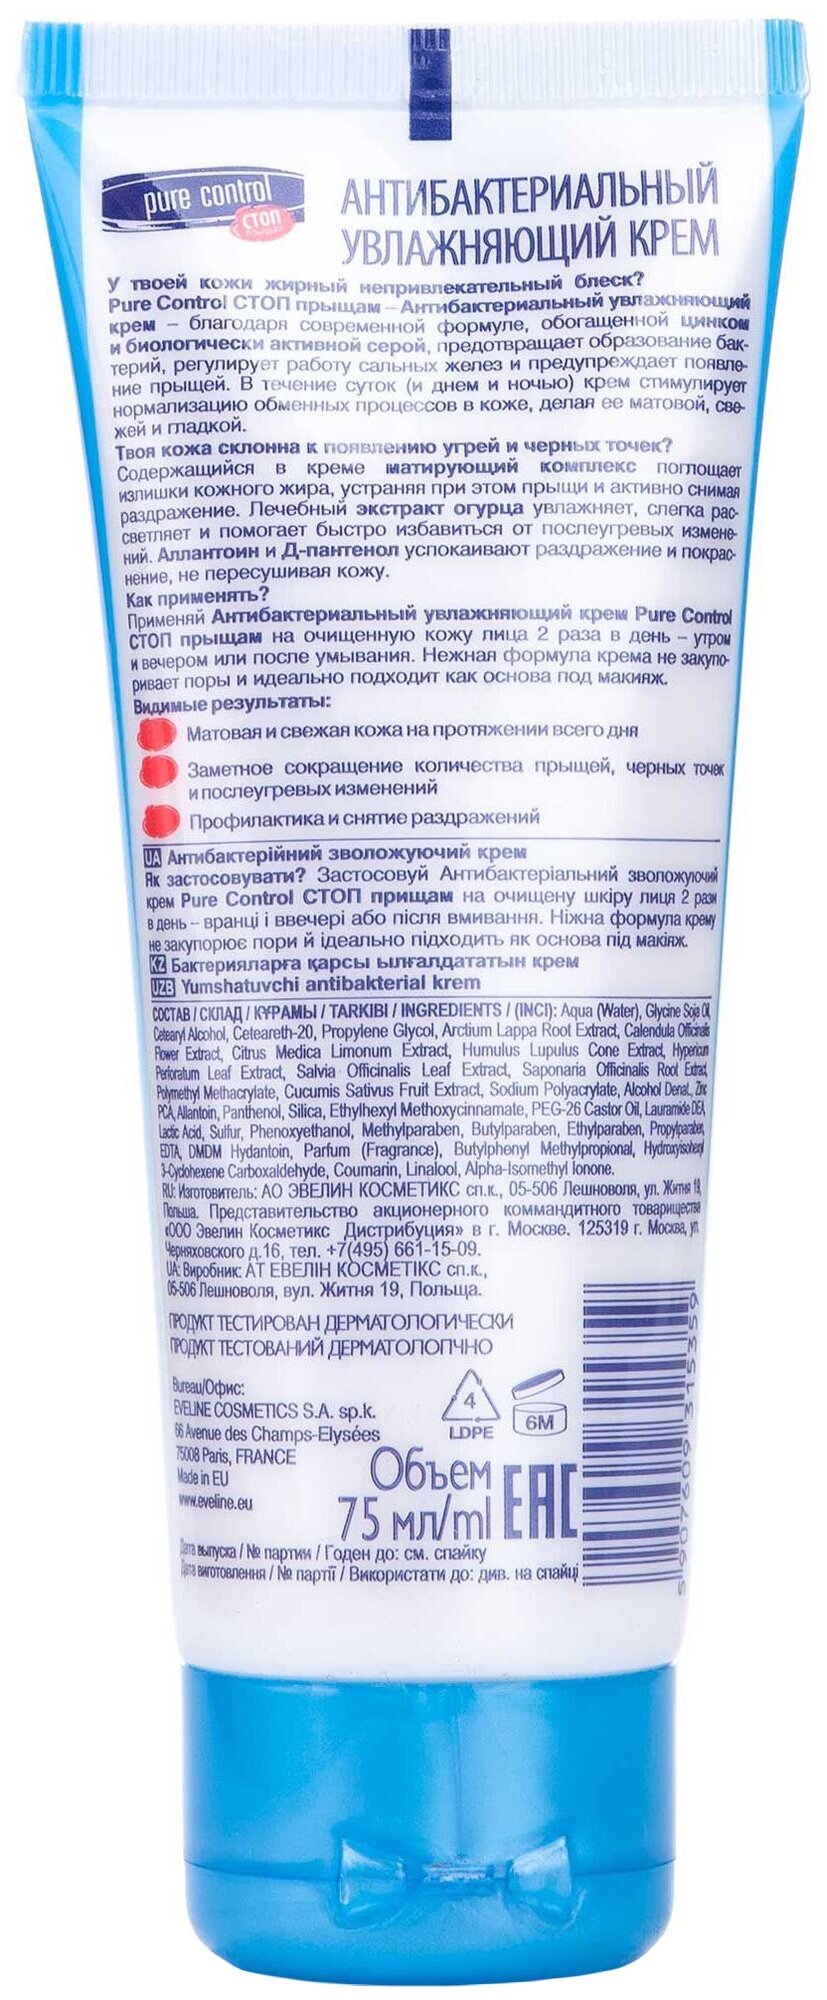 pure control
СТОП
АНТИБАКТЕРИАЛЬНЫЙ
УВЛАЖНЯЮЩИЙ КРЕМ
У твоей кожи жирный непривлекательный блеск?
Pure Control СТОП прыщам – Антибактериальный увлажняющий
крем – благодаря современной формуле, обогащенной цинком
и биологически активной серой, предотвращает образование бак-
терий, регулирует работу сальных желез и предупреждает появле-
ние прыщей. В течение суток (и днем и ночью) крем стимулирует
нормализацию обменных процессов в коже, делая ее матовой, све-
жей и гладкой.
Твоя кожа склонна к появлению угрей и черных точек?
Содержащийся в креме матирующий комплекс поглощает
излишки кожного жира, устраняя при этом прыщи и активно снимая
раздражение. Лечебный экстракт огурца увлажняет, слегка рас-
светляет и помогает быстро избавиться от послеугревых измене-
ний. Аллантоин и Д-пантенол успокаивают раздражение и покрас-
нение, не пересушивая кожу.
Как применять?
Применяй Антибактериальный увлажняющий крем Pure Control
СТОП прыщам на очищенную кожу лица 2 раза в день – утром
и вечером или после умывания. Нежная формула крема не закупо-
ривает поры и идеально подходит как основа под макияж.
Видимые результаты:
Матовая и свежая кожа на протяжении всего дня
Заметное сокращение количества прыщей, черных точек
и послеугревых изменений
Профилактика и снятие раздражений
UA Антибактерійний зволожуючий крем
Як застосовувати? Застосовуй Антибактеріальний зволожуючий
крем Pure Control СТОП прищам на очищену шкіру лиця 2 рази
в день – вранці і ввечері або після вмивання. Ніжна формула крему
не закупорює пори й ідеально підходить як основа під макіяж.
KZ Бактерияларға қарсы ылғалдататын крем
UZB Yumshatuvchi antibakterial krem
СОСТАВ / СКЛАД / ҚҰРАМЫ / TARKIBI / INGREDIENTS / (INCI): Aqua (Water), Glycine Soja Oil,
Cetearyl Alcohol, Ceteareth-20, Propylene Glycol, Arctium Lappa Root Extract, Calendula Officinalis
Flower Extract, Citrus Medica Limonum Extract, Humulus Lupulus Cone Extract, Hypericum
Perforatum Leaf Extract, Salvia Officinalis Leaf Extract, Saponaria Officinalis Root Extract,
Polymethyl Methacrylate, Cucumis Sativus Fruit Extract, Sodium Polyacrylate, Alcohol Denat., Zinc
PCA, Allantoin, Panthenol, Silica, Ethylhexyl Methoxycinnamate, PEG-26 Castor Oil, Lauramide DEA,
Lactic Acid, Sulfur, Phenoxyethanol, Methylparaben, Butylparaben, Ethylparaben, Propylparaben,
EDTA, DMDM Hydantoin, Parfum (Fragrance), Butylphenyl Methylpropional, Hydroxyisohexyl
3-Cyclohexene Carboxaldehyde, Coumarin, Linalool, Alpha-Isomethyl Ionone.
RU: Изготовитель: АО ЭВЕЛИН КОСМЕТИКС сп.к., 05-506 Лешноволя, ул. Житня 19,
Польша. Представительство акционерного коммандитного товарищества
«ООО Эвелин Косметикс Дистрибуция» в г. Москве. 125319 г. Москва, ул.
Черняховского д.16, тел. +7(495) 661-15-09.
UA: Виробник: АТ ЕВЕЛІН КОСМЕТІКС сп.к.,
05-506 Лешноволя, вул. Житня 19, Польща.
ПРОДУКТ ТЕСТИРОВАН ДЕРМАТОЛОГИЧЕСКИ
ПРОДУКТ ТЕСТОВАНИЙ ДЕРМАТОЛОГІЧНО
Bureau/Офис:
EVELINE COSMETICS S.A. sp.k.
66 Avenue des Champs-Elysées
75008 Paris, FRANCE
Made in EU
www.eveline.eu
4
LDPE
6M
Объем
75 мл/ml
EAC
5 907609 315359
Дата выпуска / № партии / Годен до: см. спайку
Дата виготовлення / № партії / Використати до: див. на спайці